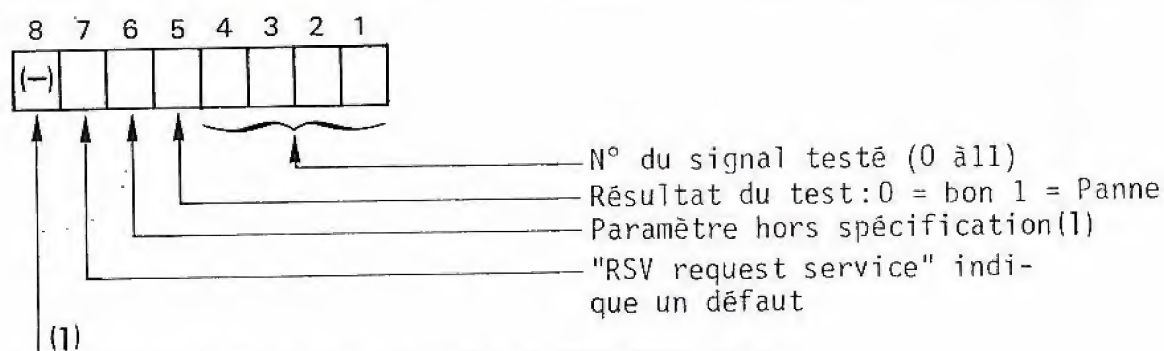 8 7 6 5 4 3 2 1
(—)
N° du signal testé (0 à11)
Résultat du test:0 = bon 1 = Panne
Paramètre hors spécification(1)
"RSV request service" indi-
que un défaut
(1)